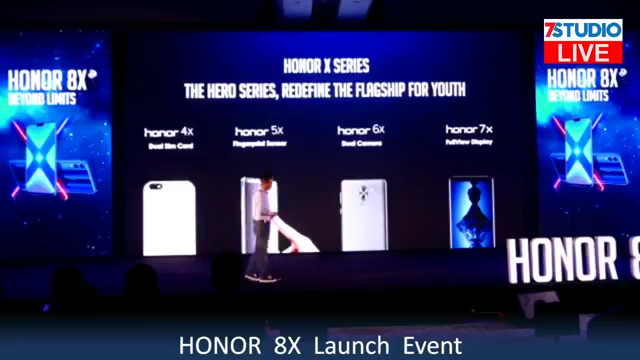 7STUDIO
LIVE
HONOR 8X
BEYOND LIMITS
HONOR X SERIES
THE HERO SERIES, REDEFINE THE FLAGSHIP FOR YOUTH
honor 4x
Dual Sim Card
honor 5x
Fingerprint Sensor
honor 6x
Dual Camera
honor 7x
FullView Display
HONOR 8X
BEYOND LIMITS
HONOR 8
HONOR 8X Launch Event